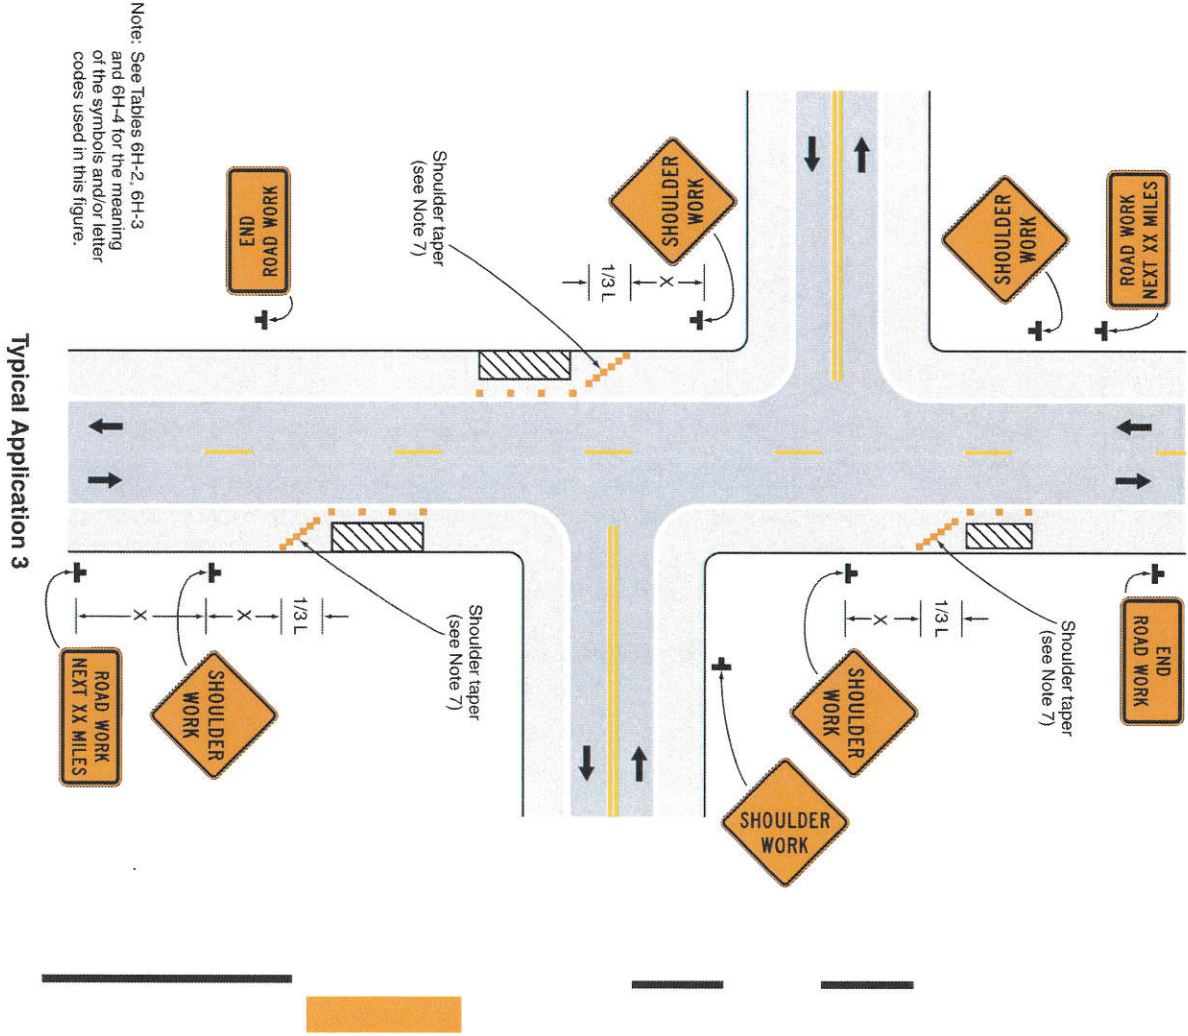 Note: See Tables 6H-2, 6H-3
and 6H-4 for the meaning
of the symbols and/or letter
codes used in this figure.
ROAD WORK
NEXT XX MILES
SHOULDER
WORK
SHOULDER
WORK
X
1/3 L
Shoulder taper
(see Note 7)
END
ROAD WORK
END
ROAD WORK
Shoulder taper
(see Note 7)
1/3 L
X
SHOULDER
WORK
SHOULDER
WORK
Shoulder taper
(see Note 7)
1/3 L
X
X
SHOULDER
WORK
ROAD WORK
NEXT XX MILES
Typical Application 3